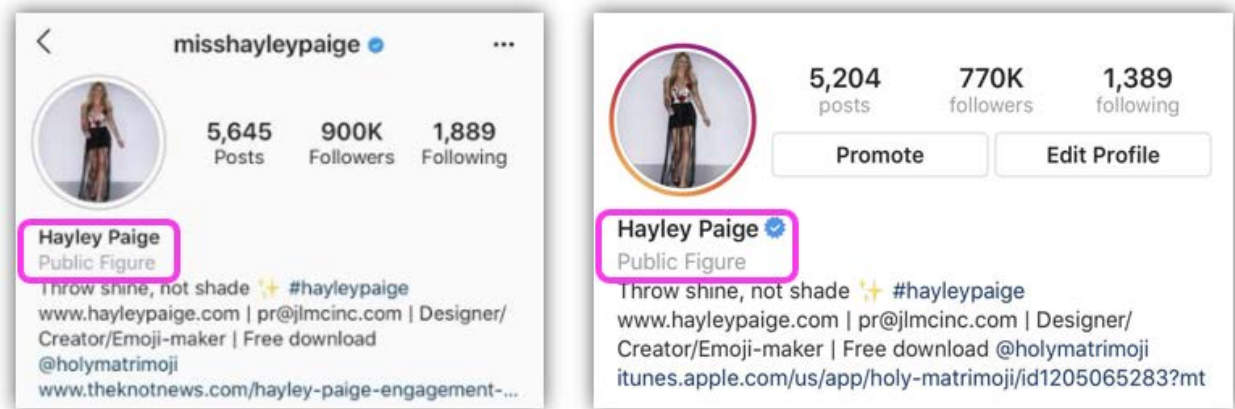 misshayleypaige
...
5,645 900K 1,889
Posts Followers Following
Hayley Paige
Public Figure
Throw shine, not shade ✨ #hayleypaige
www.hayleypaige.com | pr@jlmcinc.com | Designer/
Creator/Emoji-maker | Free download
@holymatrimoji
www.theknotnews.com/hayley-paige-engagement-...
5,204 770K 1,389
posts followers following
Promote Edit Profile
Hayley Paige
Public Figure
Throw shine, not shade ✨ #hayleypaige
www.hayleypaige.com | pr@jlmcinc.com | Designer/
Creator/Emoji-maker | Free download @holymatrimoji
itunes.apple.com/us/app/holy-matrimoji/id1205065283?mt